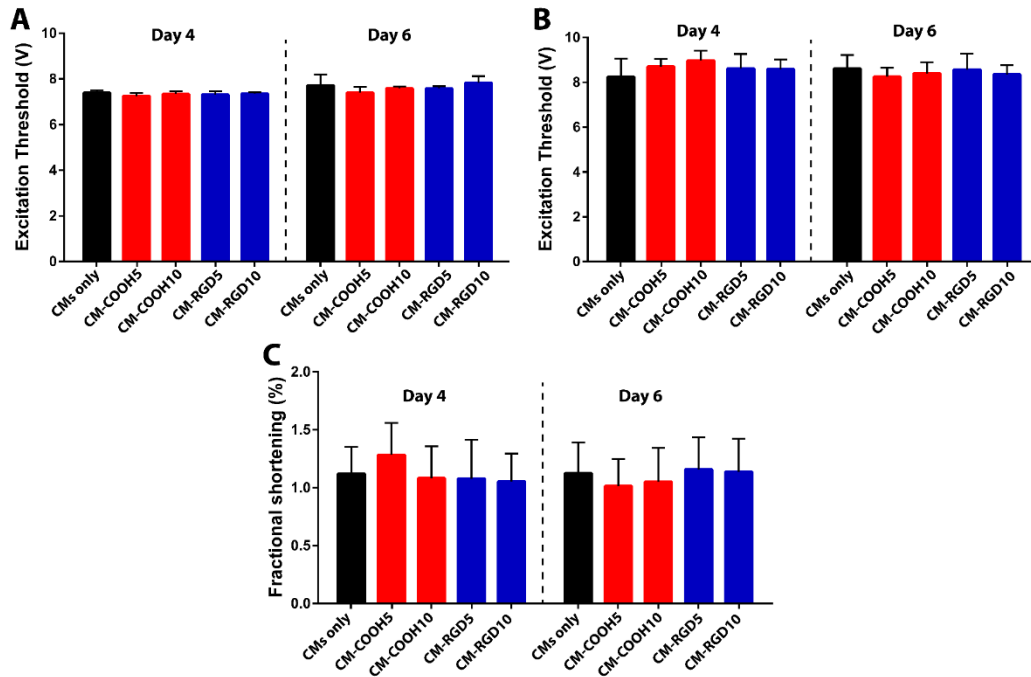 A
Day 4
Day 6
Excitation Threshold (V)
10
8
6
4
2
0
CMs only
CM-COOH5
CM-COOH10
CM-RGD5
CM-RGD10
CMs only
CM-COOH5
CM-COOH10
CM-RGD5
CM-RGD10
B
Day 4
Day 6
Excitation Threshold (V)
10
8
6
4
2
0
CMs only
CM-COOH5
CM-COOH10
CM-RGD5
CM-RGD10
CMs only
CM-COOH5
CM-COOH10
CM-RGD5
CM-RGD10
C
Day 4
Day 6
Fractional shortening (%)
2.0
1.5
1.0
0.5
0.0
CMs only
CM-COOH5
CM-COOH10
CM-RGD5
CM-RGD10
CMs only
CM-COOH5
CM-COOH10
CM-RGD5
CM-RGD10